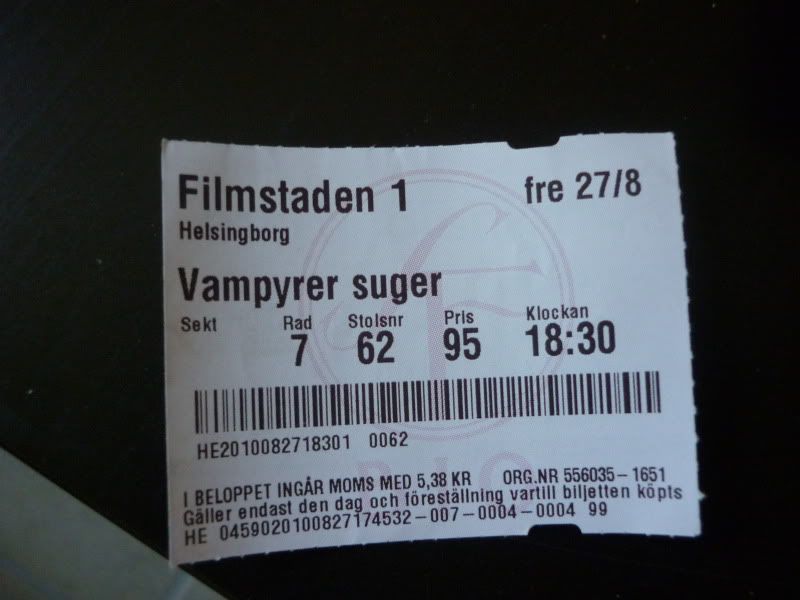 Filmstaden 1 fre 27/8
Helsingborg
Vampyrer suger
Sekt Rad Stolsnr Pris Klockan
7 62 95 18:30
HE2010082718301 0062
I BELOPPET INGÅR MOMS MED 5,38 KR ORG.NR 556035-1651
Gäller endast den dag och föreställning vartill biljetten köpts
HE 0459020100827174532-007-0004-0004 99
BIO